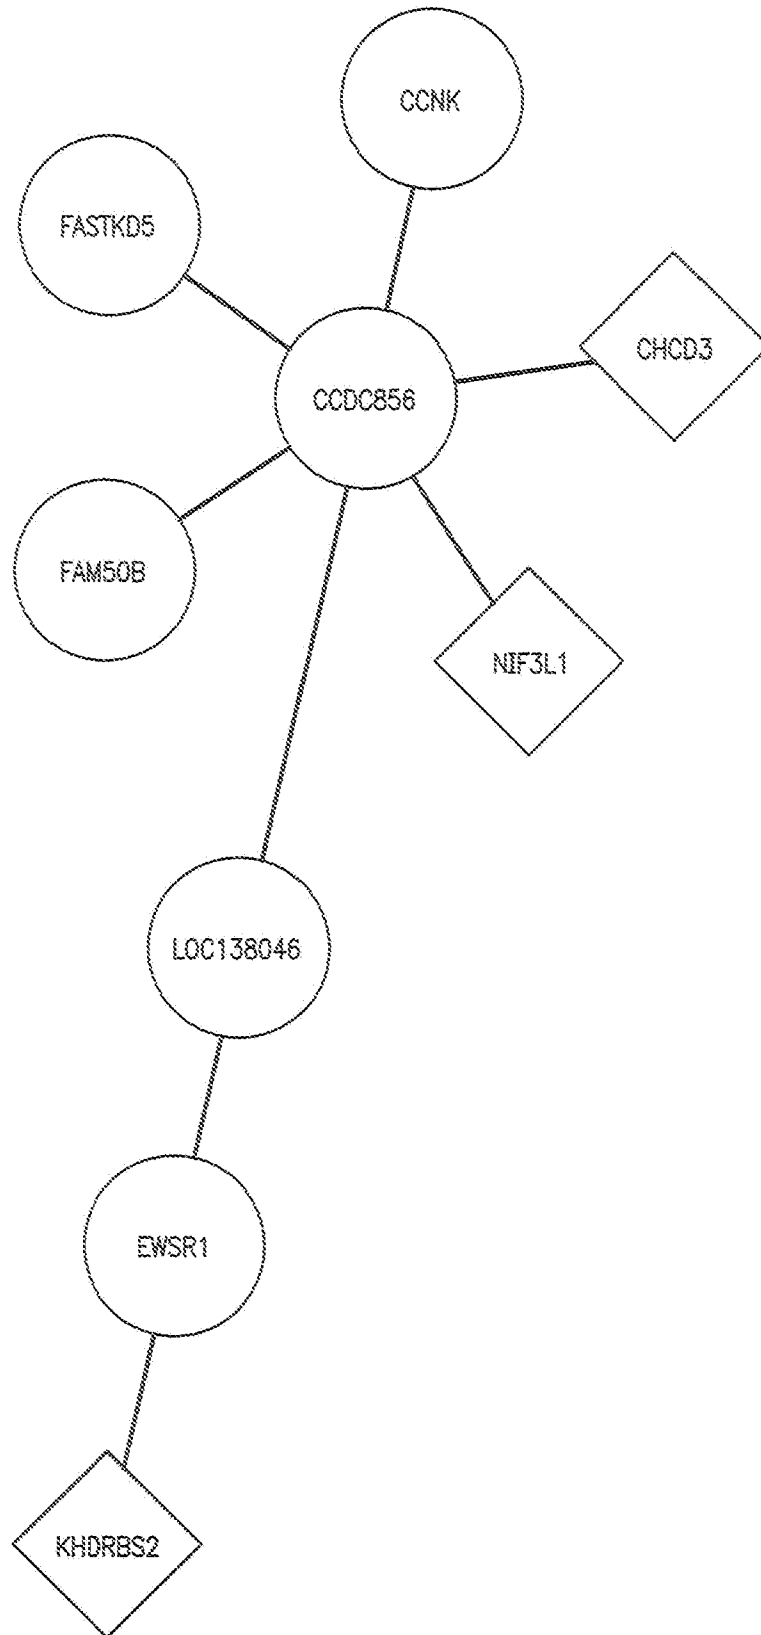 CCNK
FASTKD5
CHCD3
CCDC856
FAM50B
NIF3L1
LOC138046
EWSR1
KHDRBS2